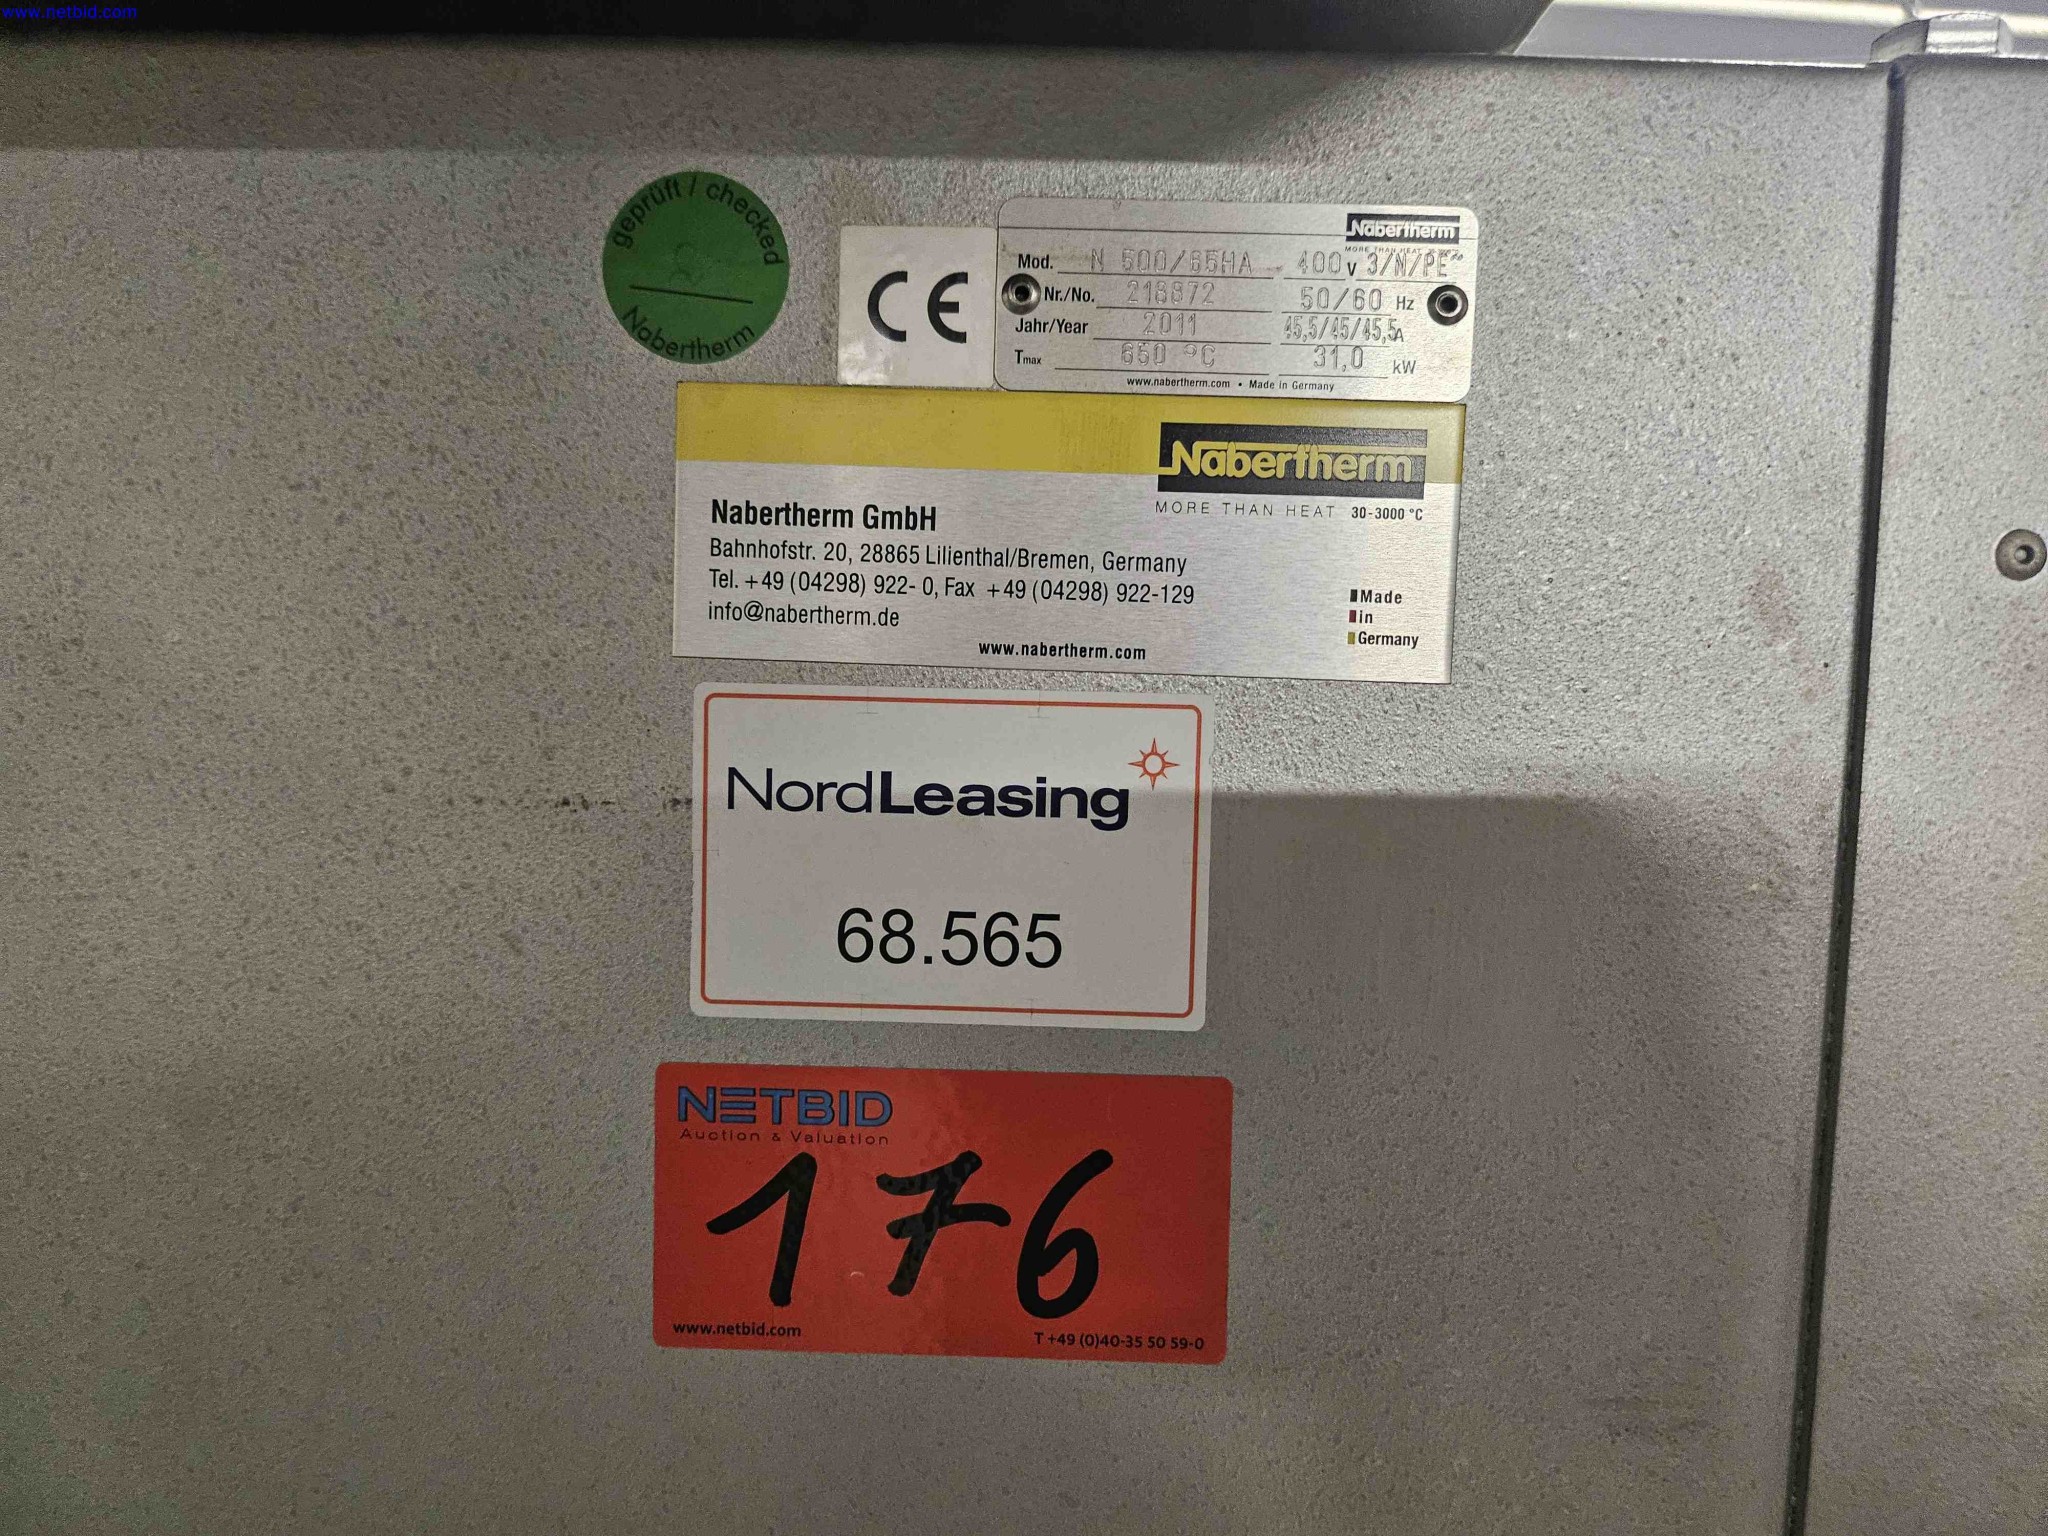 www.netbid.com
geprüft / checked
Nabertherm
CE
Nabertherm
MORE THAN HEAT
Mod. N 500/65HA 400 V 3/N/PE~
Nr./No. 218872 50/60 Hz
Jahr/Year 2011 45,5/45/45,5 A
Tmax 650 °C 31,0 kW
www.nabertherm.com • Made in Germany
Nabertherm
MORE THAN HEAT 30-3000 °C
Nabertherm GmbH
Bahnhofstr. 20, 28865 Lilienthal/Bremen, Germany
Tel. +49 (04298) 922- 0, Fax +49 (04298) 922-129
info@nabertherm.de
www.nabertherm.com
Made
in
Germany
NordLeasing
68.565
NETBID
Auction & Valuation
176
www.netbid.com
T +49 (0)40-35 50 59-0